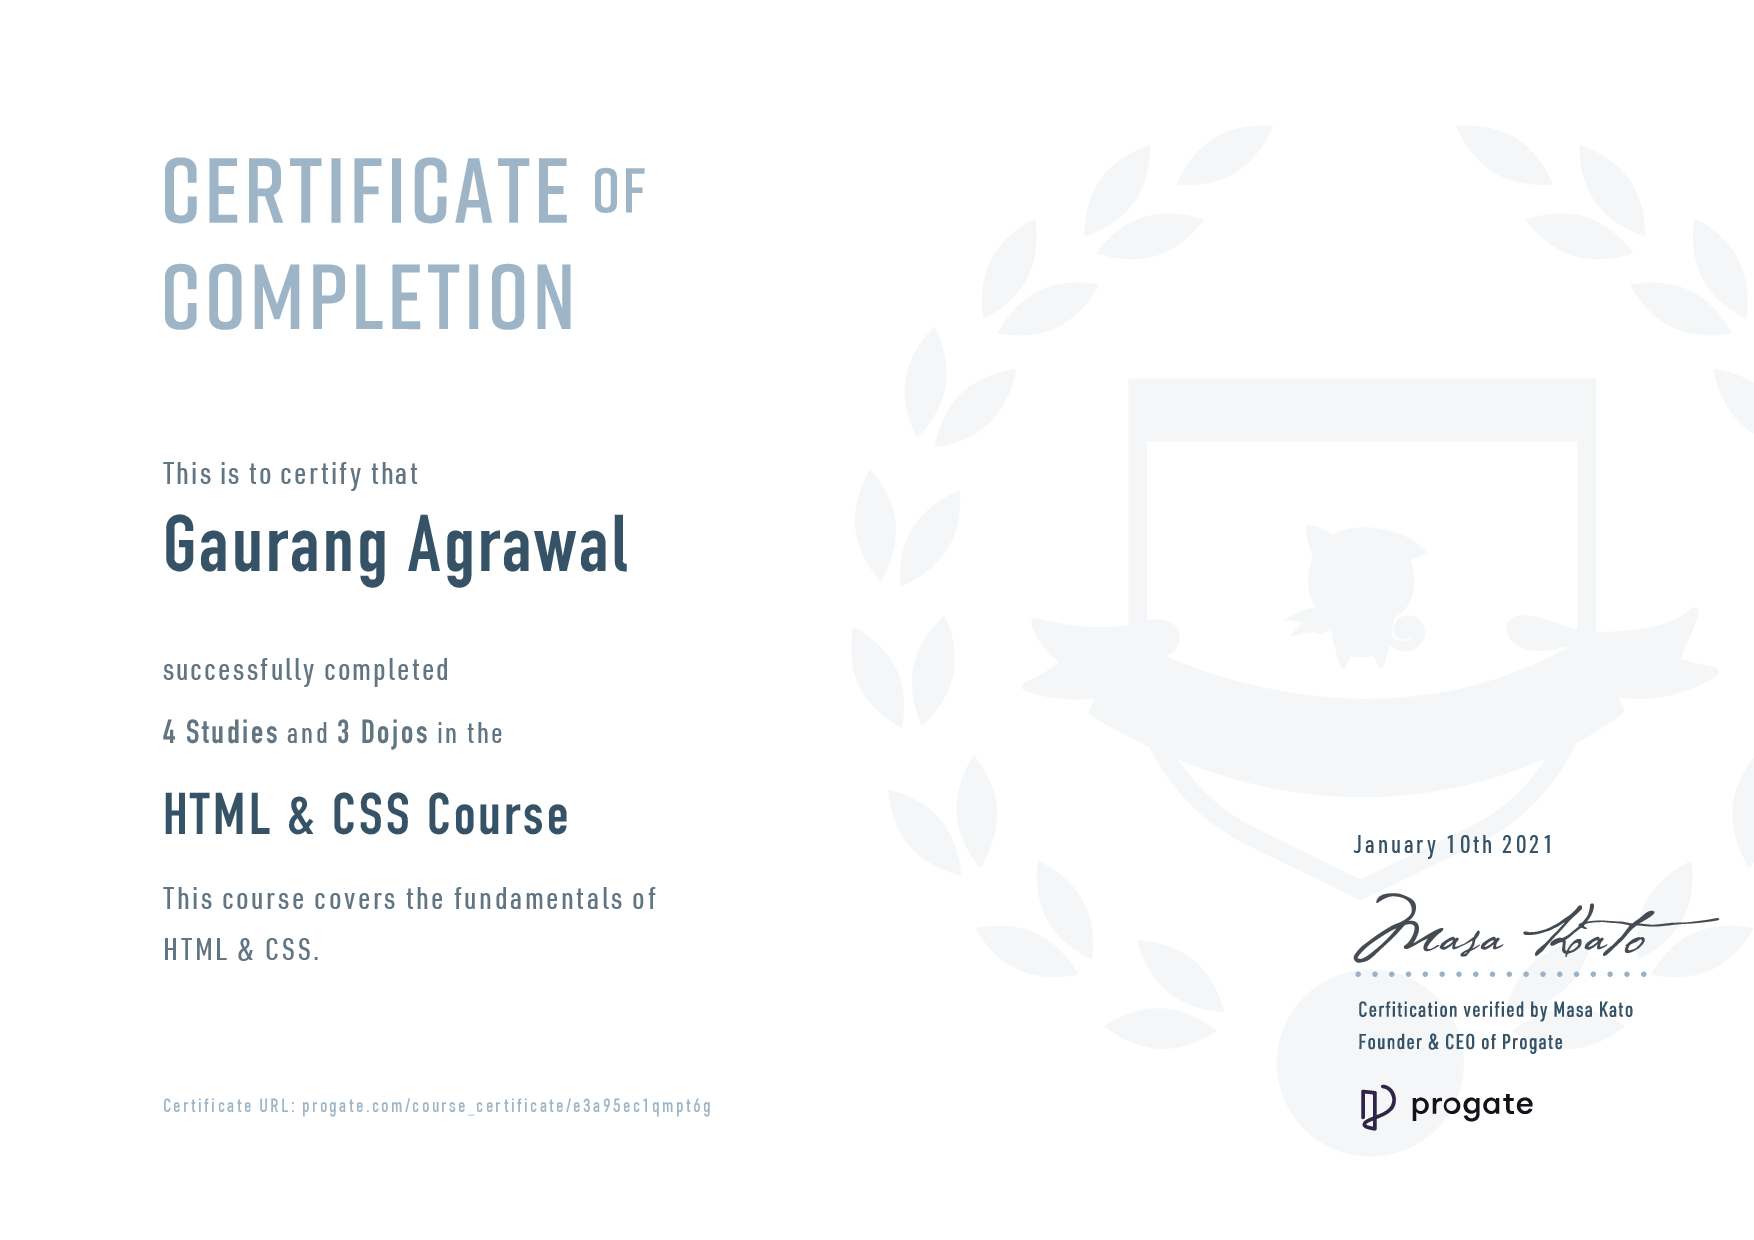 CERTIFICATE OF
COMPLETION
This is to certify that
Gaurang Agrawal
successfully completed
4 Studies and 3 Dojos in the
HTML & CSS Course
This course covers the fundamentals of
HTML & CSS.
Certificate URL: progate.com/course_certificate/e3a95ec1qmpt6g
January 10th 2021
Masa Kato
Cerfitication verified by Masa Kato
Founder & CEO of Progate
progate